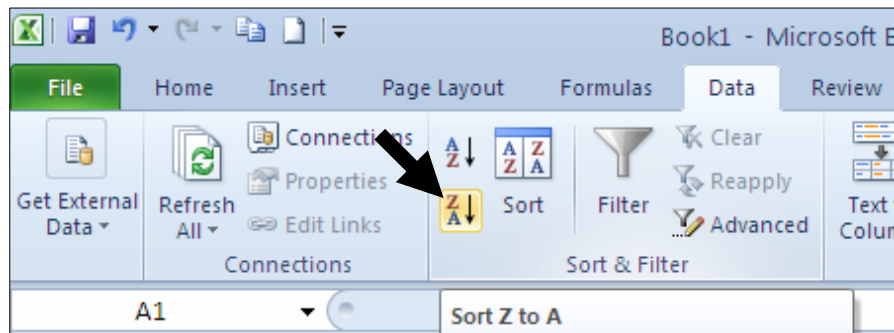 Book1 - Microsoft E
File Home Insert Page Layout Formulas Data Review
Get External Data
Refresh All
Connections
Properties
Edit Links
Connections
A Z
Z A
A Z
Z A
Sort
Filter
Clear
Reapply
Advanced
Sort & Filter
Text
Colum
A1
Sort Z to A